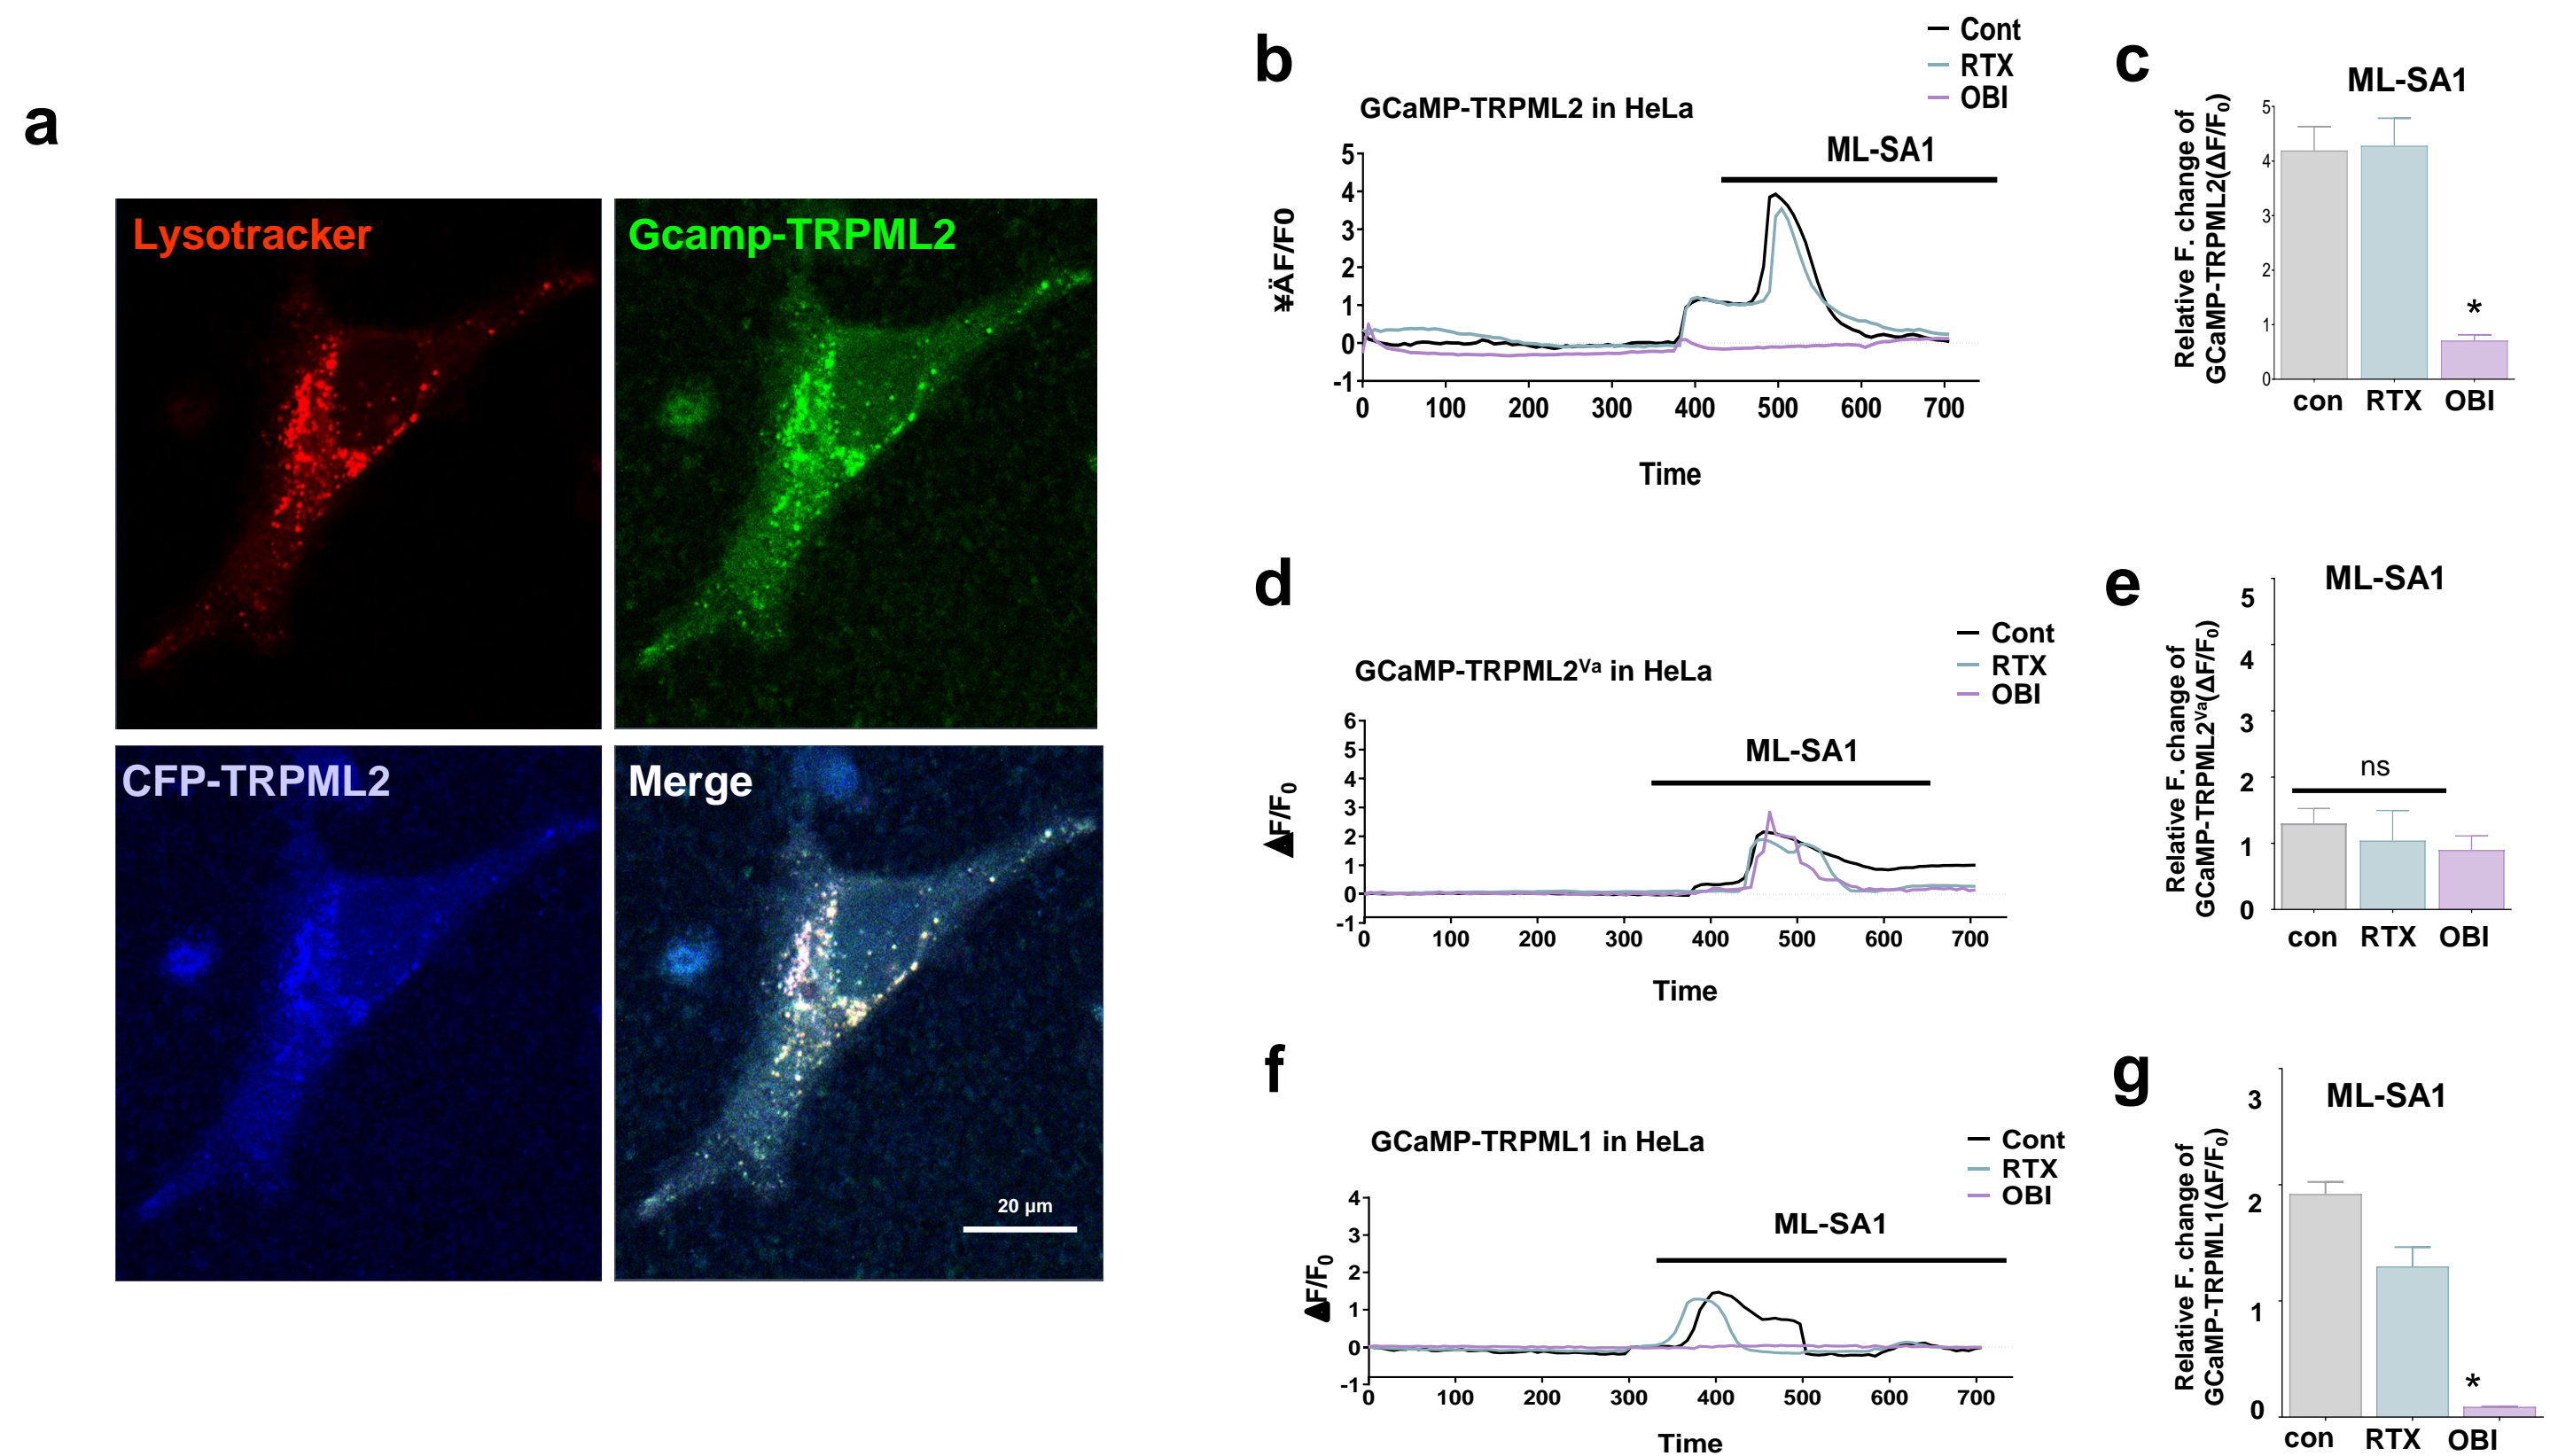 a
Lysotracker
Gcamp-TRPML2
CFP-TRPML2
Merge
20 µm
b
Cont
RTX
OBI
GCaMP-TRPML2 in HeLa
ML-SA1
¥ÄF/F0
5
4
3
2
1
0
-1
0 100 200 300 400 500 600 700
Time
c
ML-SA1
Relative F. change of
GCaMP-TRPML2(ΔF/F0)
5
4
3
2
1
0
*
con RTX OBI
d
Cont
RTX
OBI
GCaMP-TRPML2Va in HeLa
ML-SA1
▲F/F0
6
5
4
3
2
1
0
-1
0 100 200 300 400 500 600 700
Time
e
ML-SA1
Relative F. change of
GCaMP-TRPML2Va(ΔF/F0)
5
4
3
2
1
0
ns
con RTX OBI
f
Cont
RTX
OBI
GCaMP-TRPML1 in HeLa
ML-SA1
▲F/F0
4
3
2
1
0
-1
0 100 200 300 400 500 600 700
Time
g
ML-SA1
Relative F. change of
GCaMP-TRPML1(ΔF/F0)
3
2
1
0
*
con RTX OBI